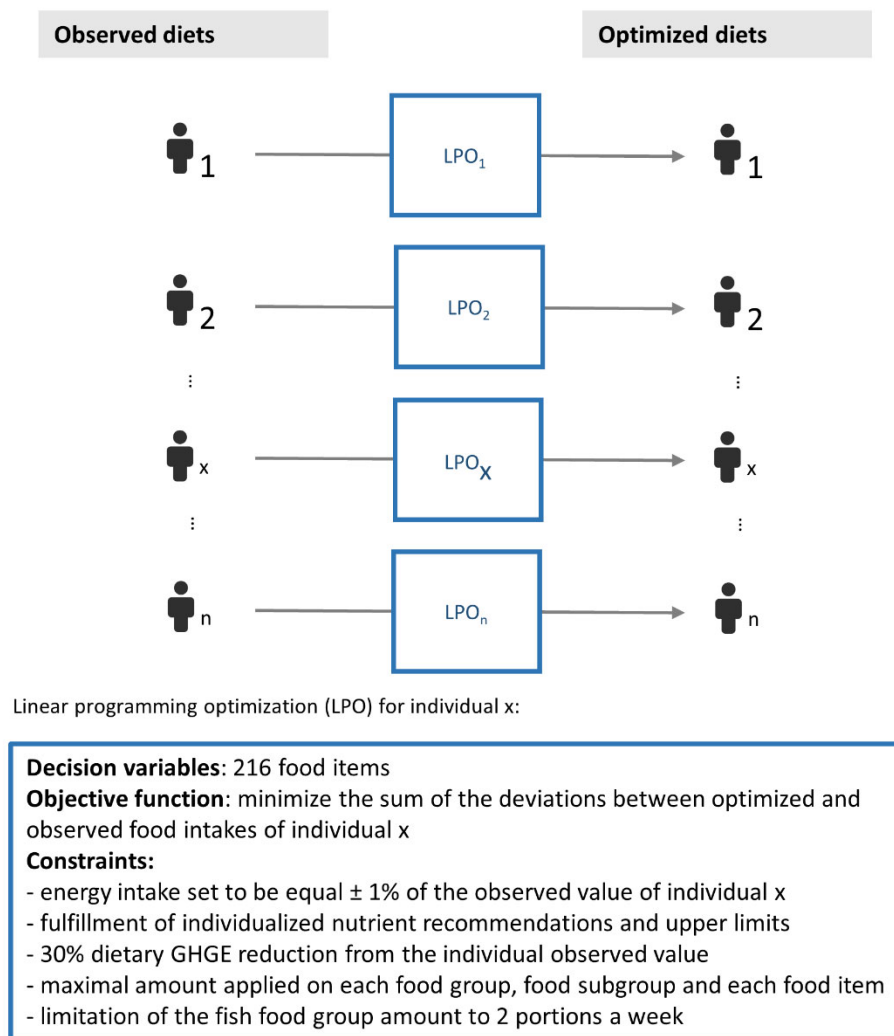 Observed diets
Optimized diets
1
LPO1
1
2
LPO2
2
...
...
x
LPOX
x
...
...
n
LPOn
n
Linear programming optimization (LPO) for individual x:
Decision variables: 216 food items
Objective function: minimize the sum of the deviations between optimized and
observed food intakes of individual x
Constraints:
- energy intake set to be equal ± 1% of the observed value of individual x
- fulfillment of individualized nutrient recommendations and upper limits
- 30% dietary GHGE reduction from the individual observed value
- maximal amount applied on each food group, food subgroup and each food item
- limitation of the fish food group amount to 2 portions a week